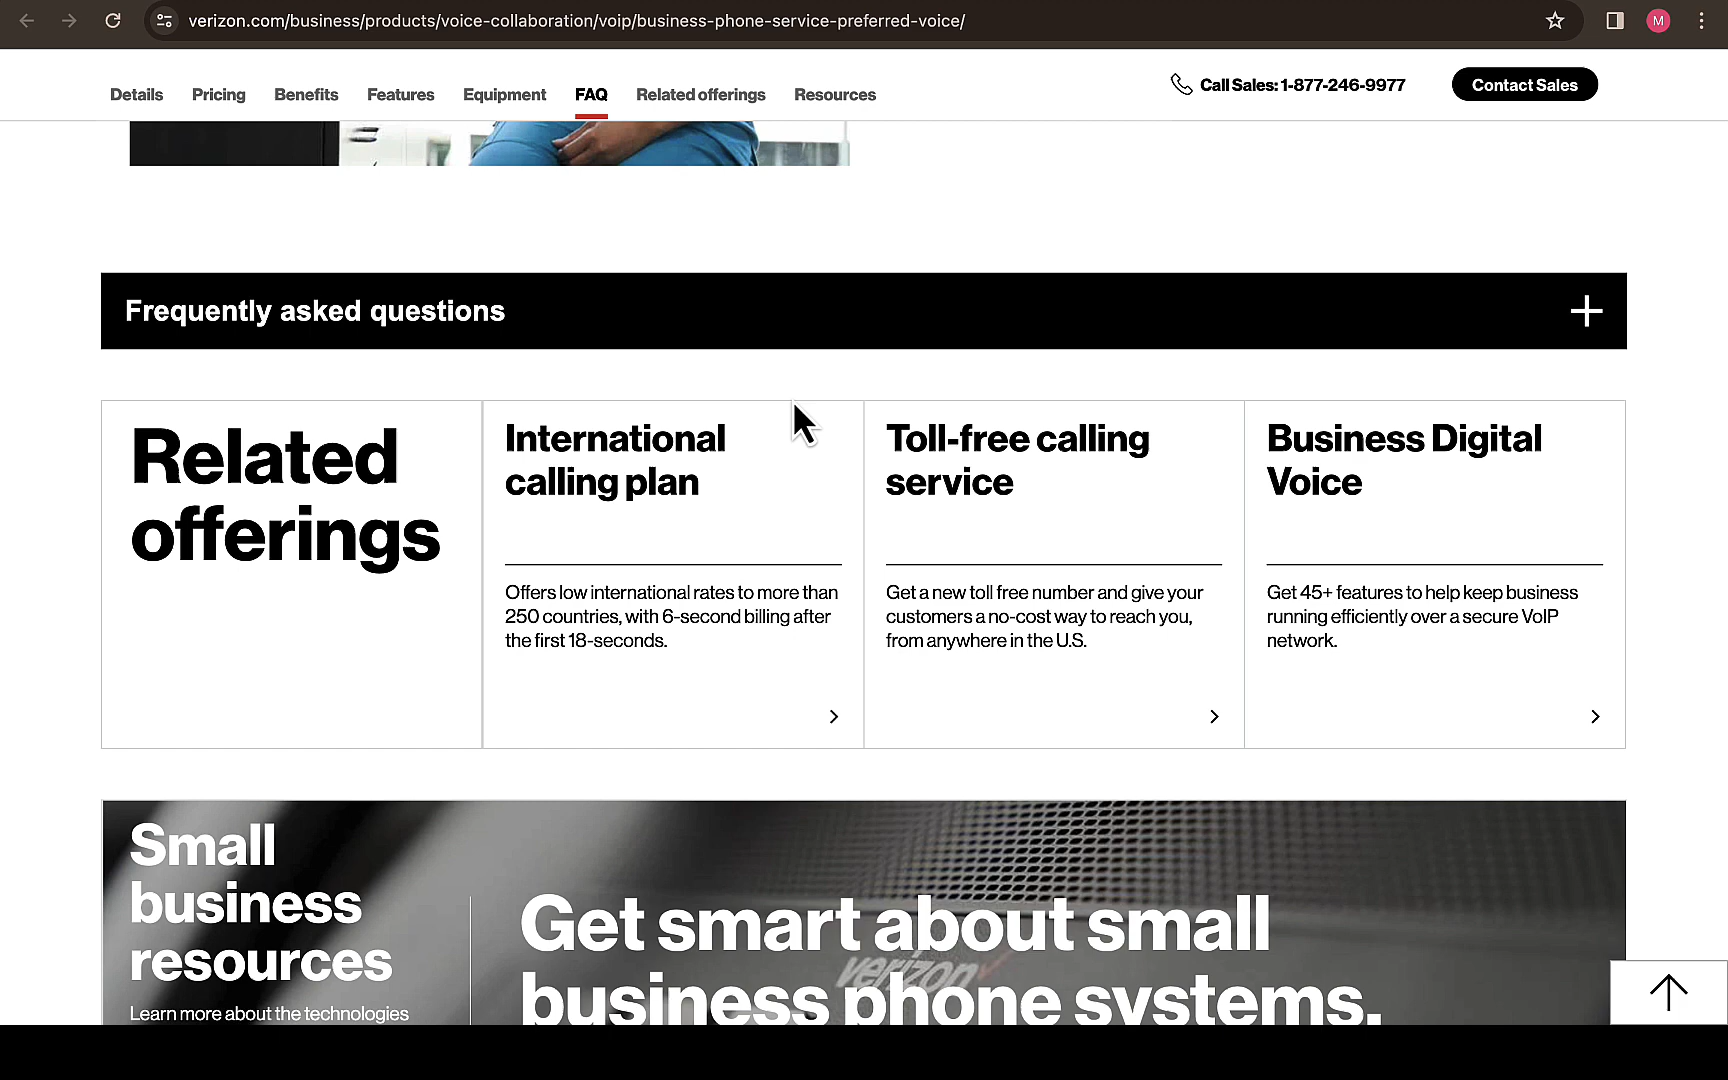 verizon.com/business/products/voice-collaboration/voip/business-phone-service-preferred-voice/
M
Details Pricing Benefits Features Equipment FAQ Related offerings Resources
Call Sales: 1-877-246-9977
Contact Sales
Frequently asked questions
Related
offerings
International
calling plan
Offers low international rates to more than
250 countries, with 6-second billing after
the first 18-seconds.
Toll-free calling
service
Get a new toll free number and give your
customers a no-cost way to reach you,
from anywhere in the U.S.
Business Digital
Voice
Get 45+ features to help keep business
running efficiently over a secure VoIP
network.
Small
business
resources
Learn more about the technologies
Get smart about small
business phone systems.
verizon